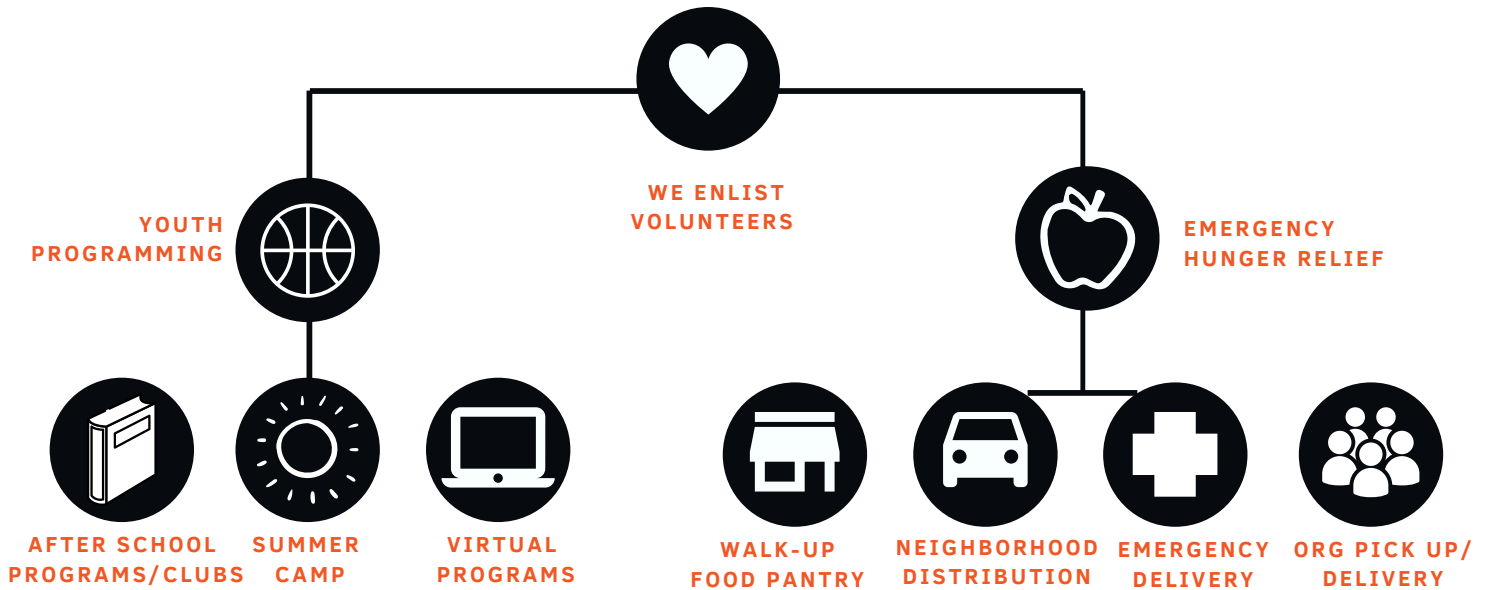 WE ENLIST
VOLUNTEERS
YOUTH
PROGRAMMING
EMERGENCY
HUNGER RELIEF
AFTER SCHOOL
PROGRAMS/CLUBS
SUMMER
CAMP
VIRTUAL
PROGRAMS
WALK-UP
FOOD PANTRY
NEIGHBORHOOD
DISTRIBUTION
EMERGENCY
DELIVERY
ORG PICK UP/
DELIVERY